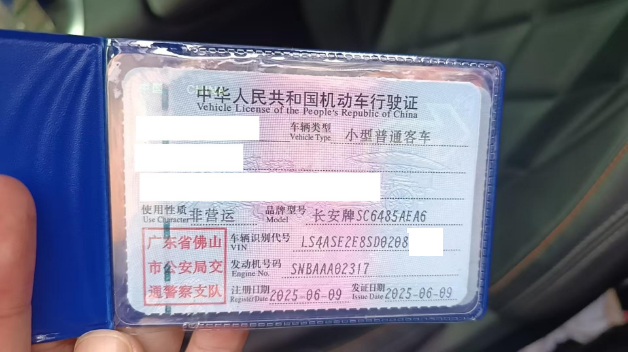 中华人民共和国机动车行驶证
Vehicle License of the People's Republic of China
车辆类型 小型普通客车
Vehicle Type
使用性质 非营运 品牌型号 长安牌SC6485AEA6
Use Character Model
广东省佛山 车辆识别代号 LS4ASE2E8SD0208
VIN
市公安局交 发动机号码 SNBAAA02317
Engine No.
通警察支队 注册日期 2025-06-09 发证日期 2025-06-09
Register Date Issue Date